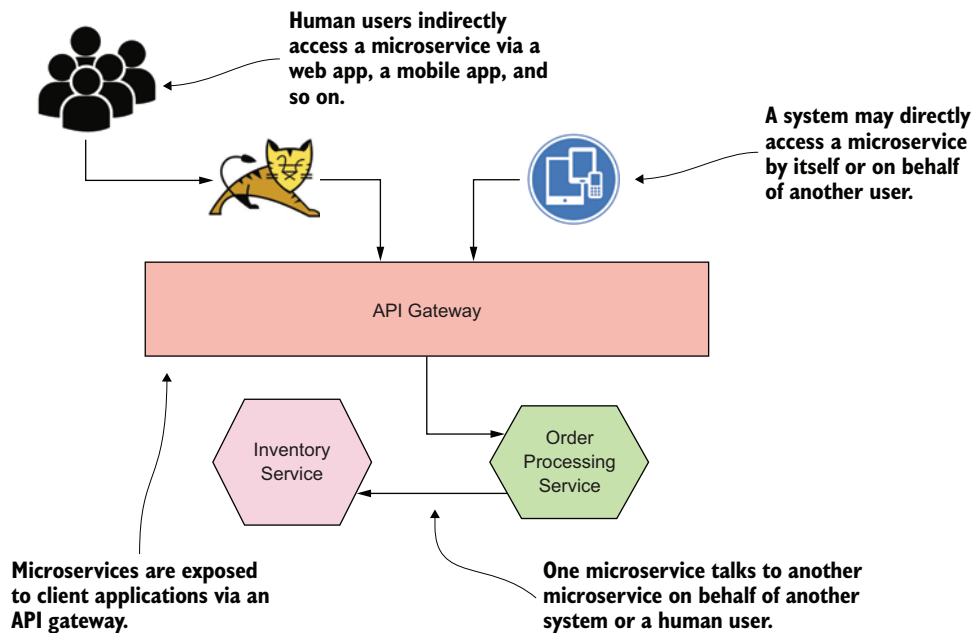 Human users indirectly
access a microservice via a
web app, a mobile app, and
so on.
A system may directly
access a microservice
by itself or on behalf
of another user.
API Gateway
Inventory
Service
Order
Processing
Service
Microservices are exposed
to client applications via an
API gateway.
One microservice talks to another
microservice on behalf of another
system or a human user.